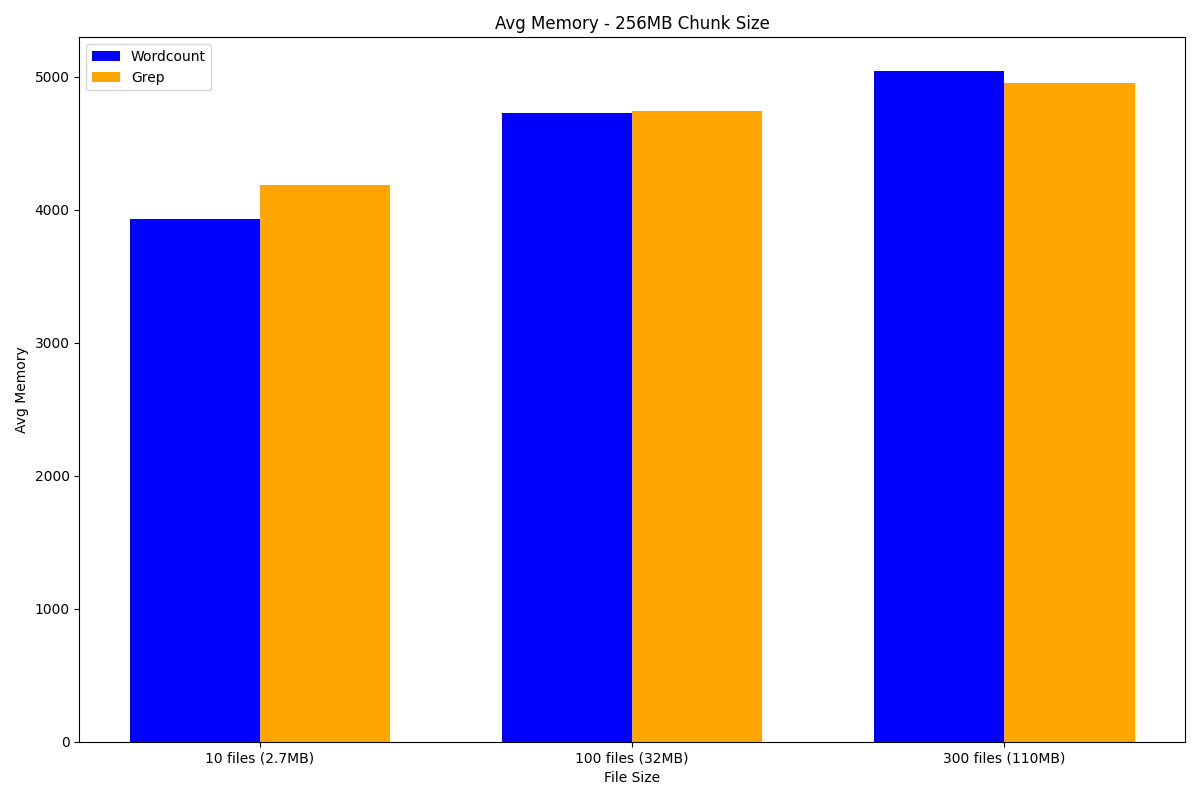 Avg Memory - 256MB Chunk Size
Wordcount
Grep
5000
4000
3000
2000
1000
0
Avg Memory
10 files (2.7MB)
100 files (32MB)
300 files (110MB)
File Size